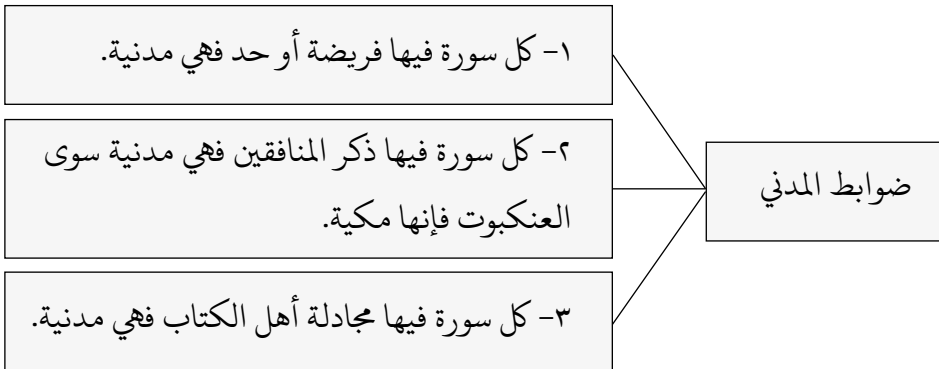 ضوابط المدني
١- كل سورة فيها فريضة أو حد فهي مدنية.
٢- كل سورة فيها ذكر المنافقين فهي مدنية سوى
العنكبوت فإنها مكية.
٣- كل سورة فيها مجادلة أهل الكتاب فهي مدنية.